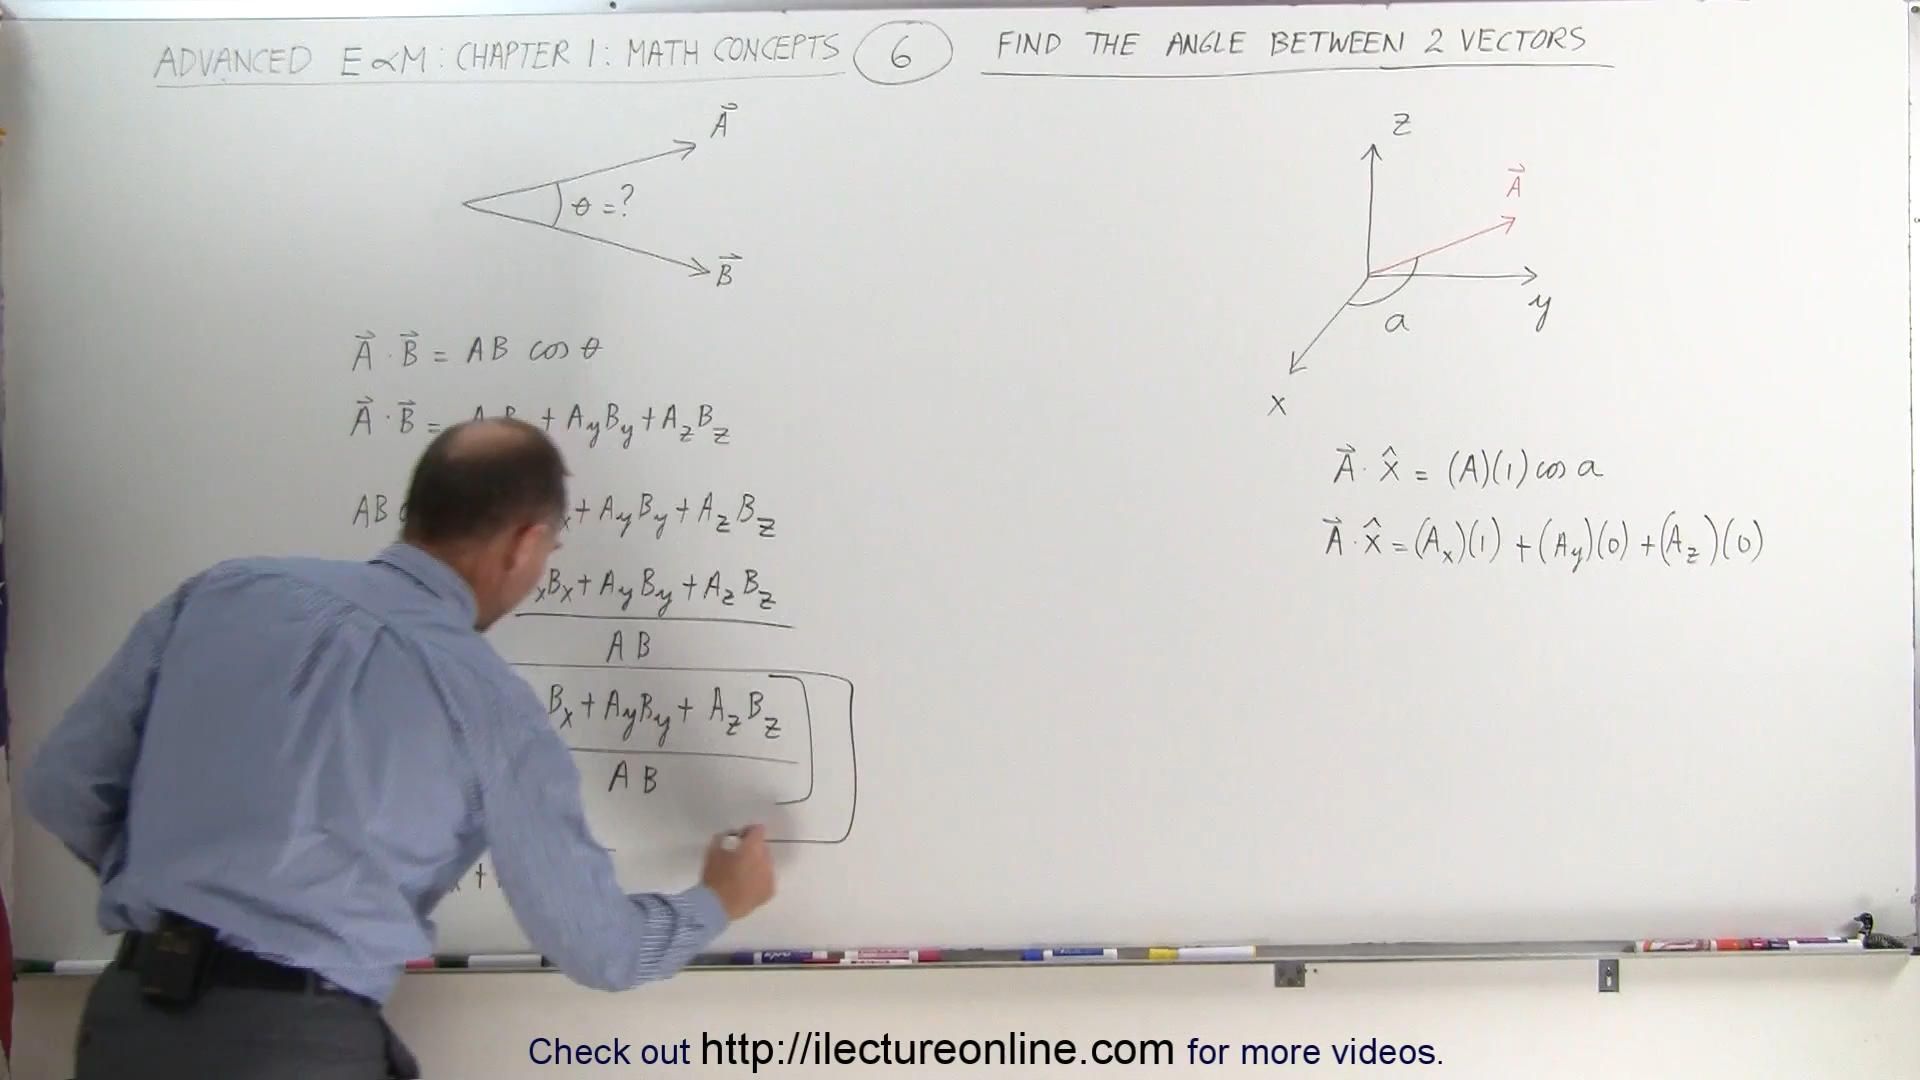 ADVANCED E&M: CHAPTER 1: MATH CONCEPTS 6 FIND THE ANGLE BETWEEN 2 VECTORS
A⃗
θ = ?
B⃗
A⃗ · B⃗ = AB cos θ
A⃗ · B⃗ = + A_y B_y + A_z B_z
AB + A_y B_y + A_z B_z
_x B_x + A_y B_y + A_z B_z
A B
B_x + A_y B_y + A_z B_z
A B
z
A⃗
y
a
x
A⃗ · x̂ = (A)(1) cos a
A⃗ · x̂ = (A_x)(1) + (A_y)(0) + (A_z)(0)
Check out http://ilectureonline.com for more videos.